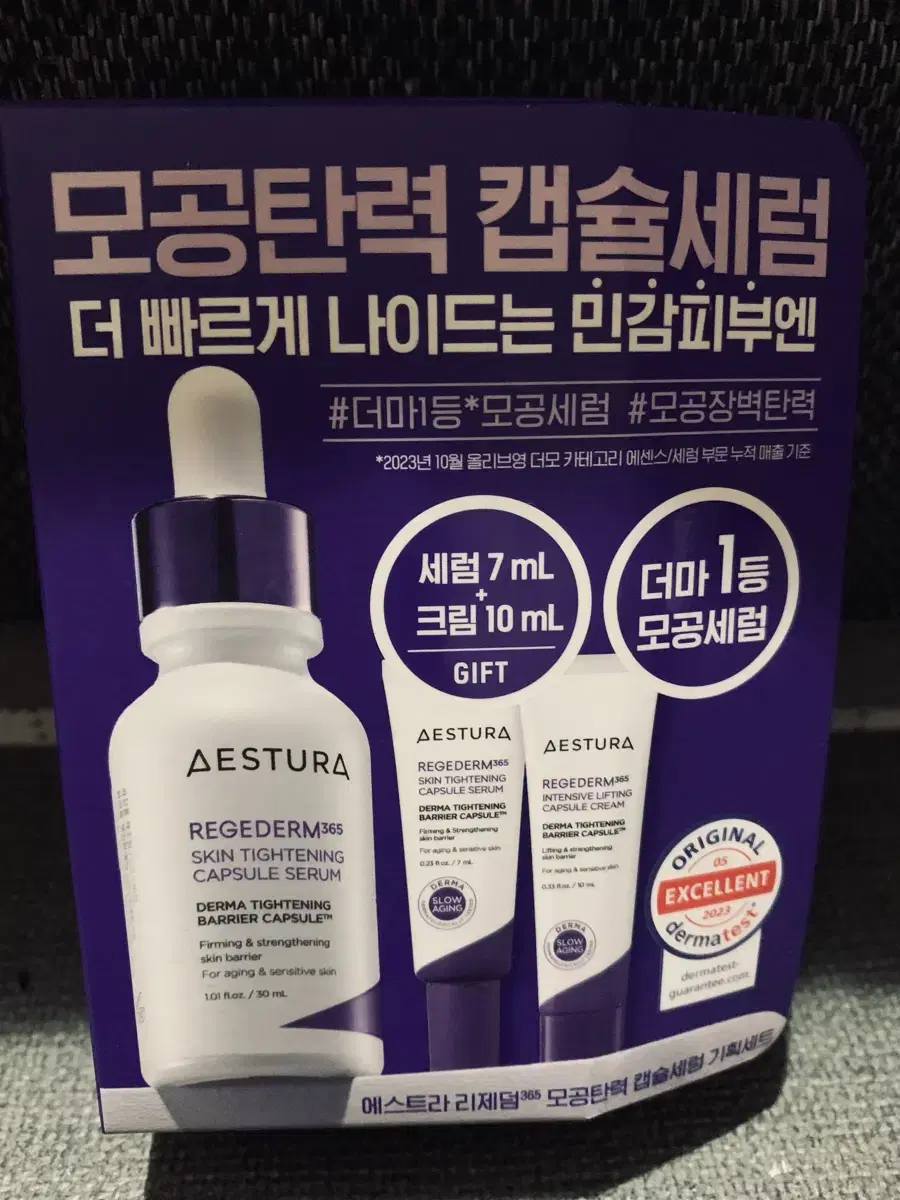 모공탄력 캡슐세럼
더 빠르게 나이드는 민감피부엔
#더마1등*모공세럼 #모공장벽탄력
*2023년 10월 올리브영 더모 카테고리 에센스/세럼 부문 누적 매출 기준
세럼 7 mL
+
크림 10 mL
GIFT
더마 1등
모공세럼
AESTURA
REGEDERM365
SKIN TIGHTENING
CAPSULE SERUM
DERMA TIGHTENING
BARRIER CAPSULE™
Firming & strengthening
skin barrier
For aging & sensitive skin
1.01 fl.oz. / 30 mL
AESTURA
REGEDERM365
SKIN TIGHTENING
CAPSULE SERUM
DERMA TIGHTENING
BARRIER CAPSULE™
Firming & Strengthening
skin barrier
For aging & sensitive skin
0.23 fl.oz. / 7 mL
DERMA
SLOW
AGING
AESTURA
REGEDERM365
INTENSIVE LIFTING
CAPSULE CREAM
DERMA TIGHTENING
BARRIER CAPSULE™
Lifting & strengthening
skin barrier
For aging & sensitive skin
0.33 fl.oz. / 10 mL
DERMA
SLOW
AGING
ORIGINAL
05
EXCELLENT
2023
dermatest®
dermatest-
guarantee.com
에스트라 리제덤365 모공탄력 캡슐세럼 기획세트